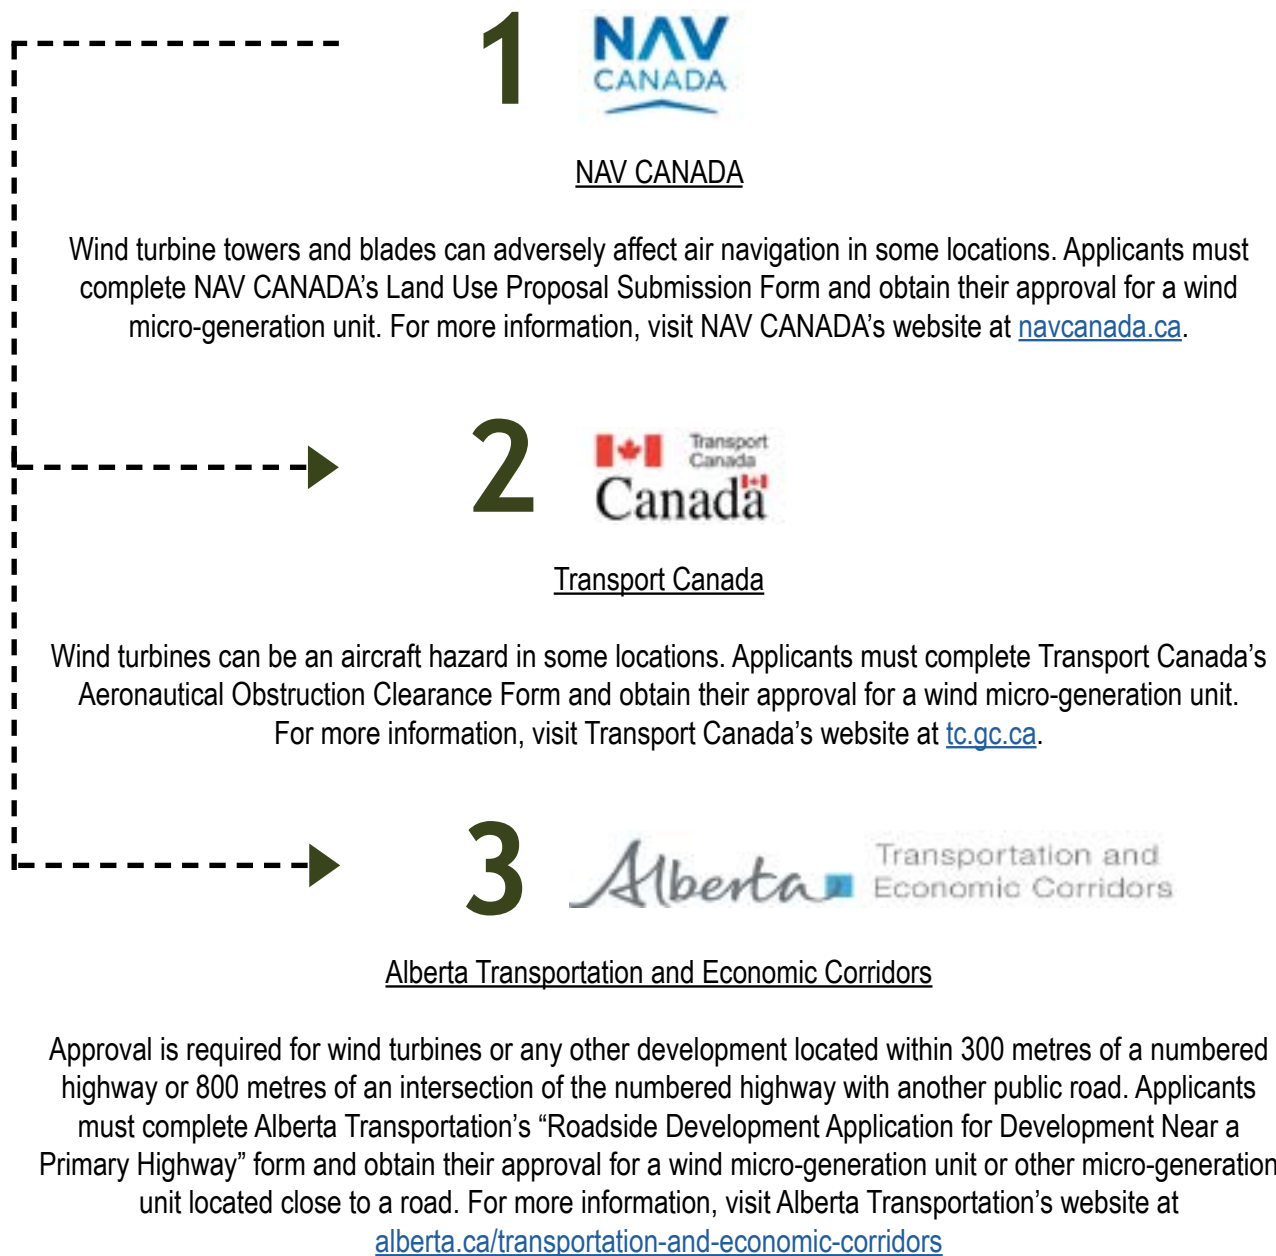 1
NAV
CANADA
NAV CANADA
Wind turbine towers and blades can adversely affect air navigation in some locations. Applicants must
complete NAV CANADA’s Land Use Proposal Submission Form and obtain their approval for a wind
micro-generation unit. For more information, visit NAV CANADA’s website at navcanada.ca.
2
Transport
Canada
Canada
Transport Canada
Wind turbines can be an aircraft hazard in some locations. Applicants must complete Transport Canada’s
Aeronautical Obstruction Clearance Form and obtain their approval for a wind micro-generation unit.
For more information, visit Transport Canada’s website at tc.gc.ca.
3
Alberta
Transportation and
Economic Corridors
Alberta Transportation and Economic Corridors
Approval is required for wind turbines or any other development located within 300 metres of a numbered
highway or 800 metres of an intersection of the numbered highway with another public road. Applicants
must complete Alberta Transportation’s “Roadside Development Application for Development Near a
Primary Highway” form and obtain their approval for a wind micro-generation unit or other micro-generation
unit located close to a road. For more information, visit Alberta Transportation’s website at
alberta.ca/transportation-and-economic-corridors